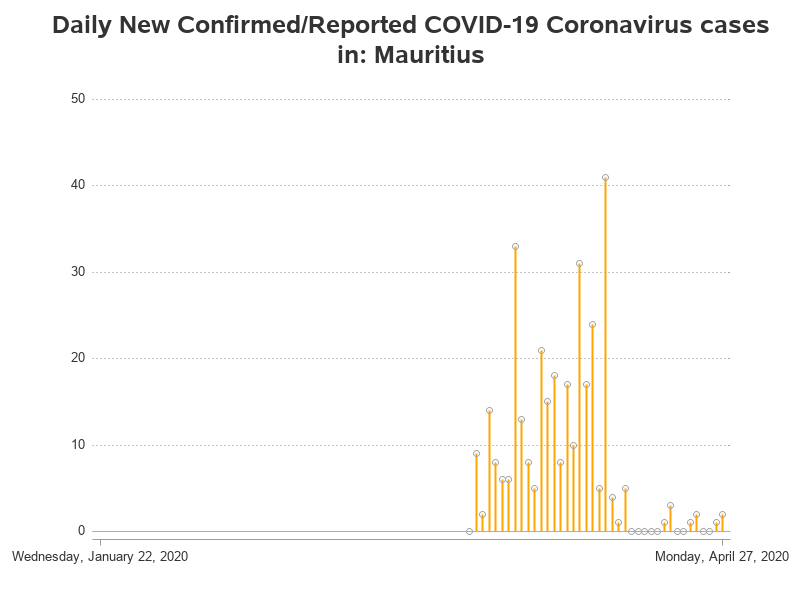 Daily New Confirmed/Reported COVID-19 Coronavirus cases
in: Mauritius
50
40
30
20
10
0
Wednesday, January 22, 2020
Monday, April 27, 2020